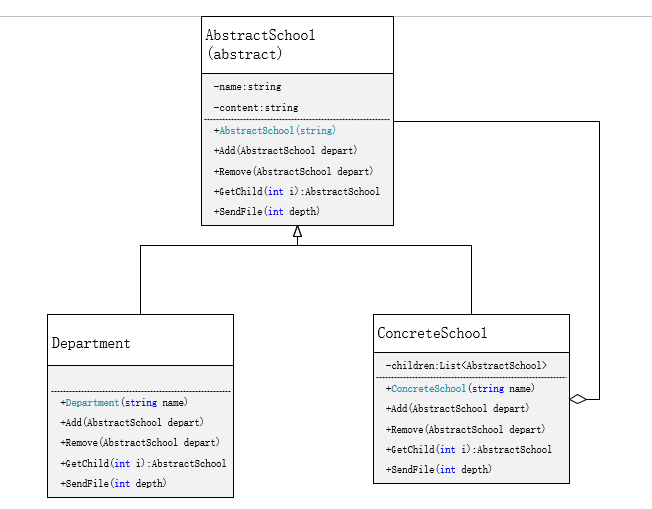 AbstractSchool
(abstract)
-name:string
-content:string
+AbstractSchool(string)
+Add(AbstractSchool depart)
+Remove(AbstractSchool depart)
+GetChild(int i):AbstractSchool
+SendFile(int depth)
Department
+Department(string name)
+Add(AbstractSchool depart)
+Remove(AbstractSchool depart)
+GetChild(int i):AbstractSchool
+SendFile(int depth)
ConcreteSchool
-children:List<AbstractSchool>
+ConcreteSchool(string name)
+Add(AbstractSchool depart)
+Remove(AbstractSchool depart)
+GetChild(int i):AbstractSchool
+SendFile(int depth)